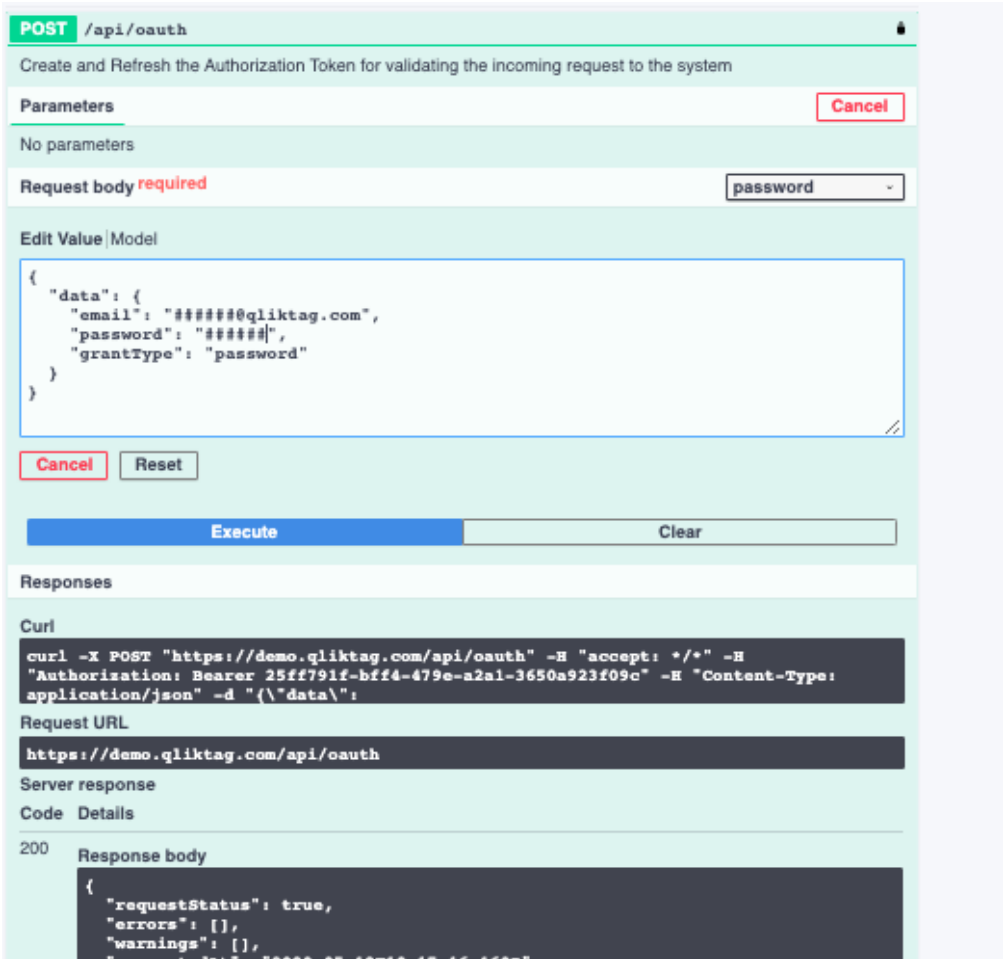 POST /api/oauth
Create and Refresh the Authorization Token for validating the incoming request to the system
Parameters
Cancel
No parameters
Request body required
password
Edit Value | Model
{
"data": {
"email": "######@qliktag.com",
"password": "######",
"grantType": "password"
}
}
Cancel
Reset
Execute
Clear
Responses
Curl
curl -X POST "https://demo.qliktag.com/api/oauth" -H "accept: */*" -H
"Authorization: Bearer 25ff791f-bff4-479e-a2a1-3650a923f09c" -H "Content-Type:
application/json" -d "{\"data\":
Request URL
https://demo.qliktag.com/api/oauth
Server response
Code Details
200
Response body
{
"requestStatus": true,
"errors": [],
"warnings": [],